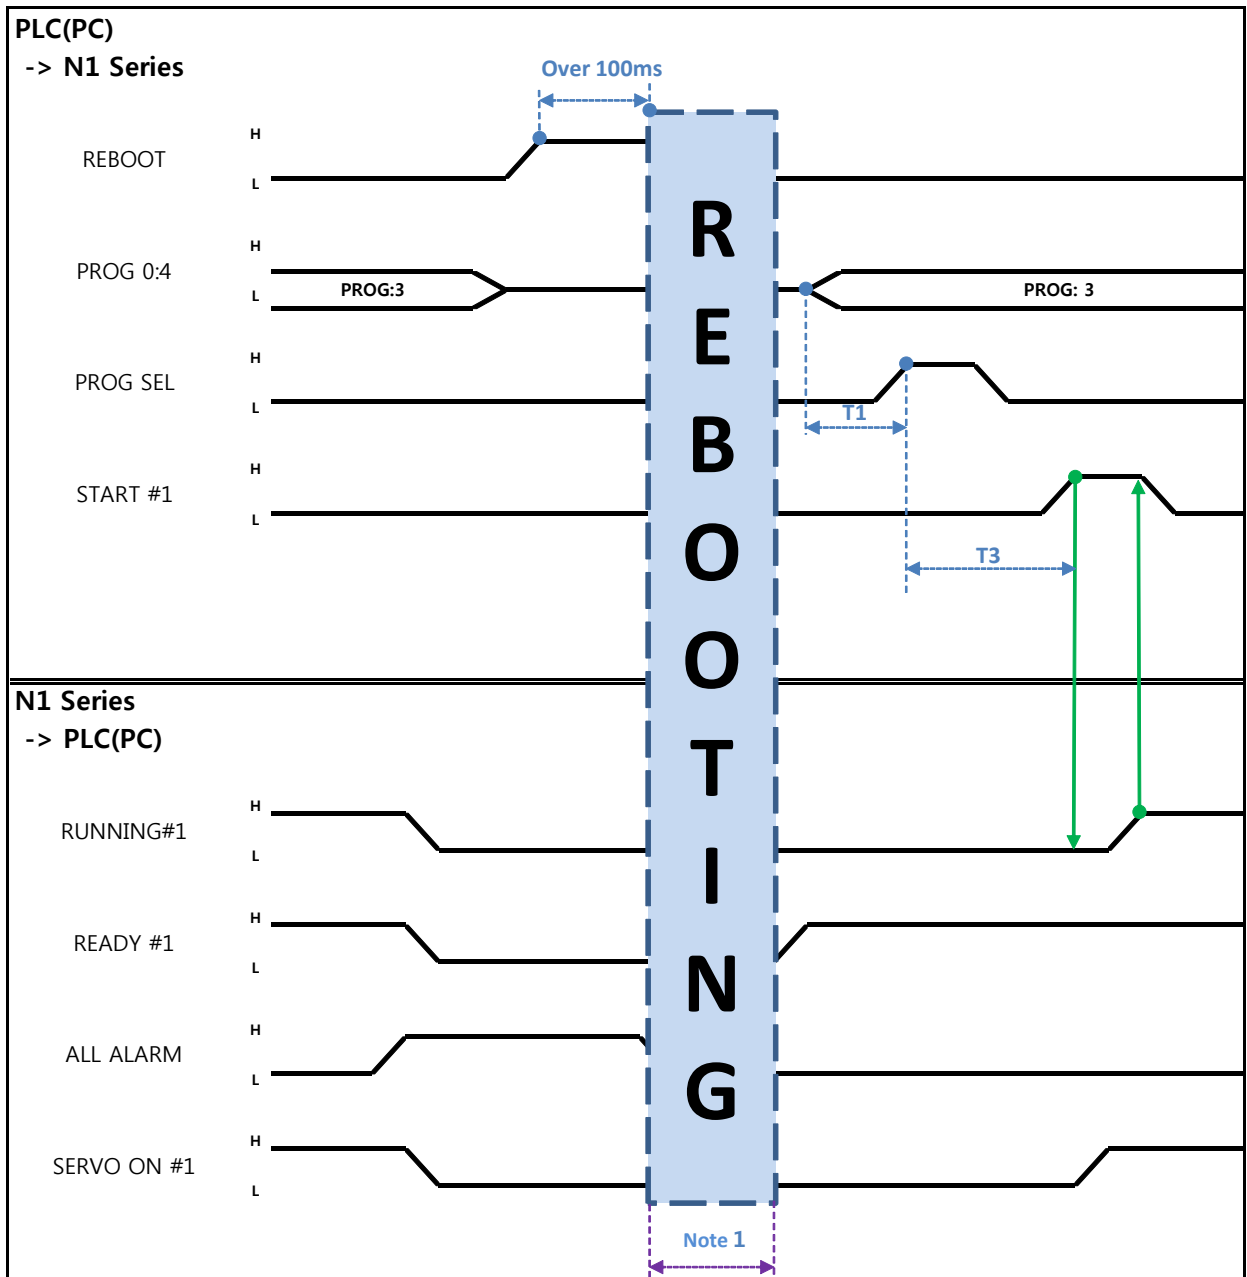 PLC(PC)
-> N1 Series
Over 100ms
REBOOT
H
L
PROG 0:4
H
L
PROG:3
PROG: 3
PROG SEL
H
L
T1
START #1
H
L
T3
REBOOTING
N1 Series
-> PLC(PC)
RUNNING#1
H
L
READY #1
H
L
ALL ALARM
H
L
SERVO ON #1
H
L
Note 1